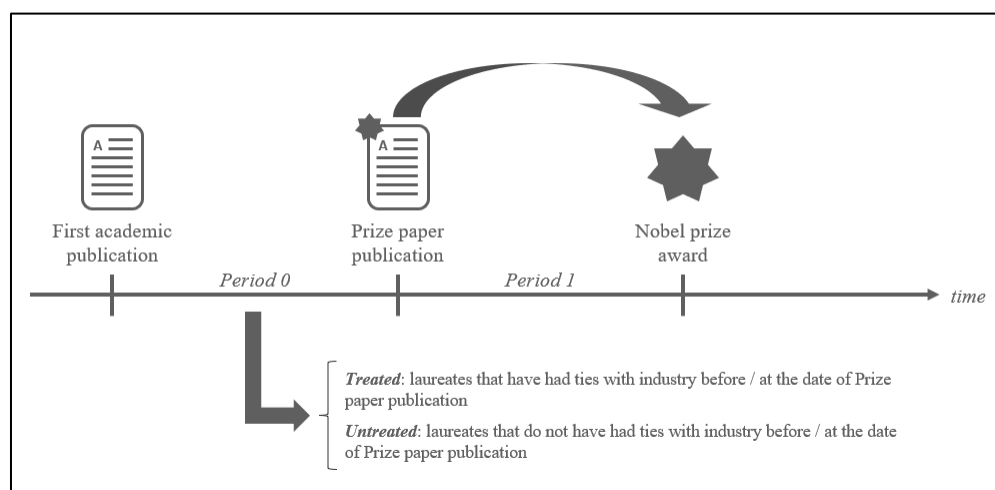 A
A
First academic
publication
Prize paper
publication
Nobel prize
award
Period 0
Period 1
time
Treated: laureates that have had ties with industry before / at the date of Prize
paper publication
Untreated: laureates that do not have had ties with industry before / at the date
of Prize paper publication